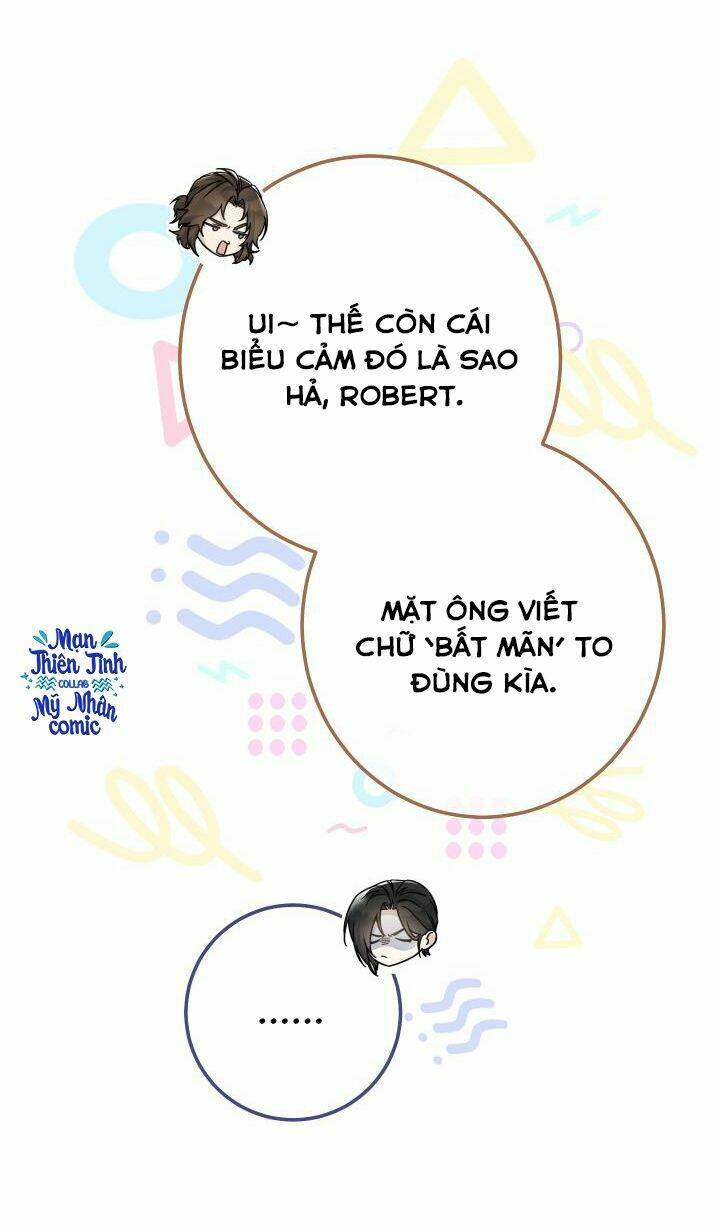 UI~ THẾ CÒN CÁI
BIỂU CẢM ĐÓ LÀ SAO
HẢ, ROBERT.
MẶT ÔNG VIẾT
CHỮ ‘BẤT MÃN’ TO
ĐÙNG KÌA.
Mạn
Thiên Tình
COLLAB
Mỹ Nhân
comic
......